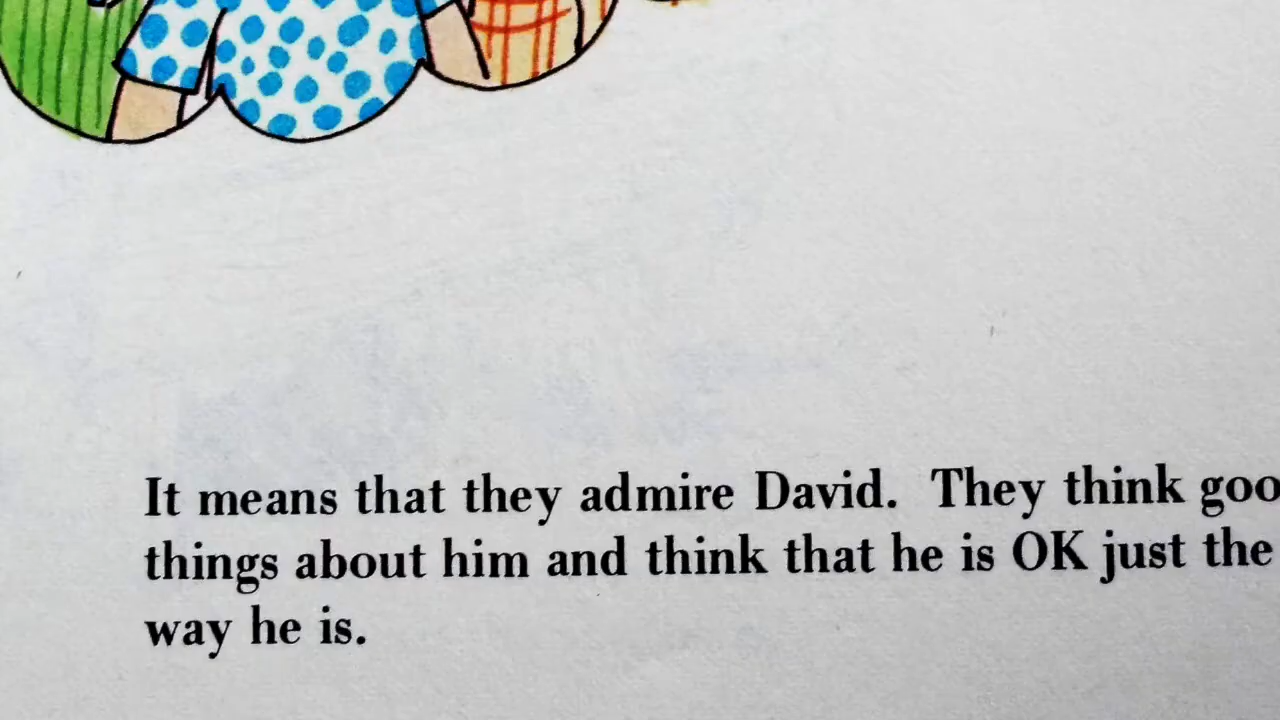 It means that they admire David. They think goo
things about him and think that he is OK just the
way he is.